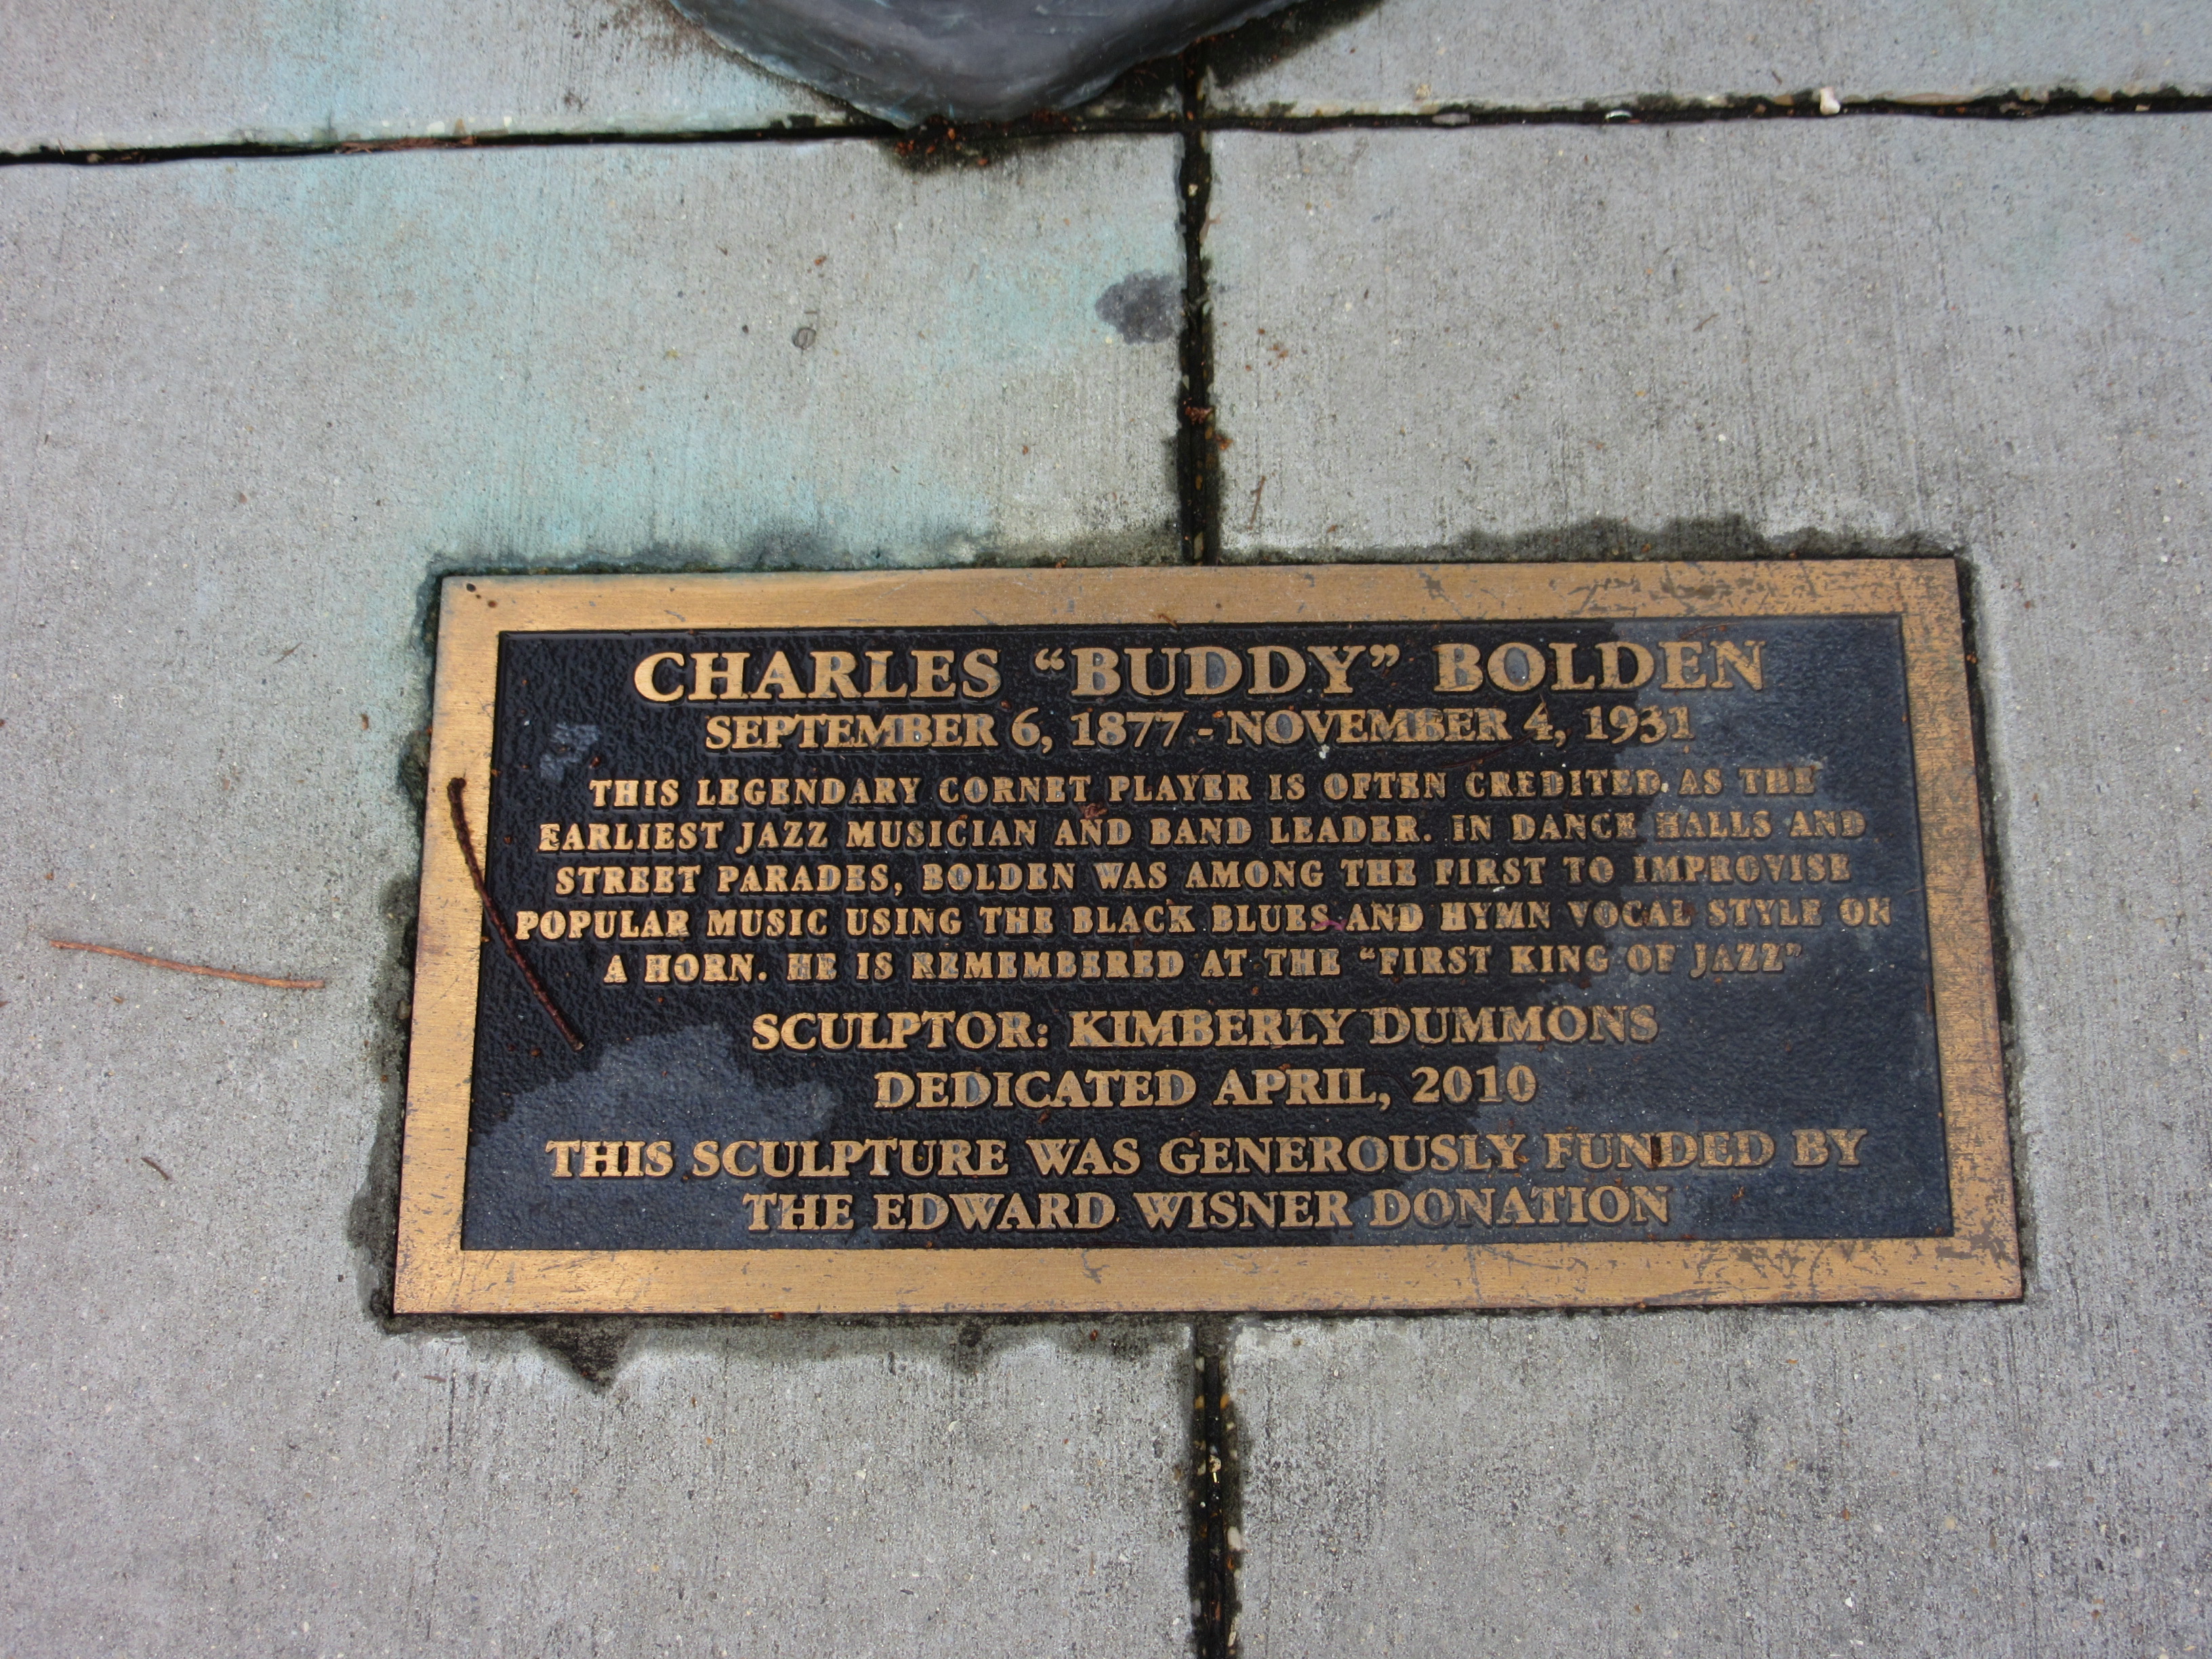 CHARLES “BUDDY” BOLDEN
SEPTEMBER 6, 1877 - NOVEMBER 4, 1931
THIS LEGENDARY CORNET PLAYER IS OFTEN CREDITED AS THE
EARLIEST JAZZ MUSICIAN AND BAND LEADER. IN DANCE HALLS AND
STREET PARADES, BOLDEN WAS AMONG THE FIRST TO IMPROVISE
POPULAR MUSIC USING THE BLACK BLUES AND HYMN VOCAL STYLE ON
A HORN. HE IS REMEMBERED AT THE “FIRST KING OF JAZZ”
SCULPTOR: KIMBERLY DUMMONS
DEDICATED APRIL, 2010
THIS SCULPTURE WAS GENEROUSLY FUNDED BY
THE EDWARD WISNER DONATION